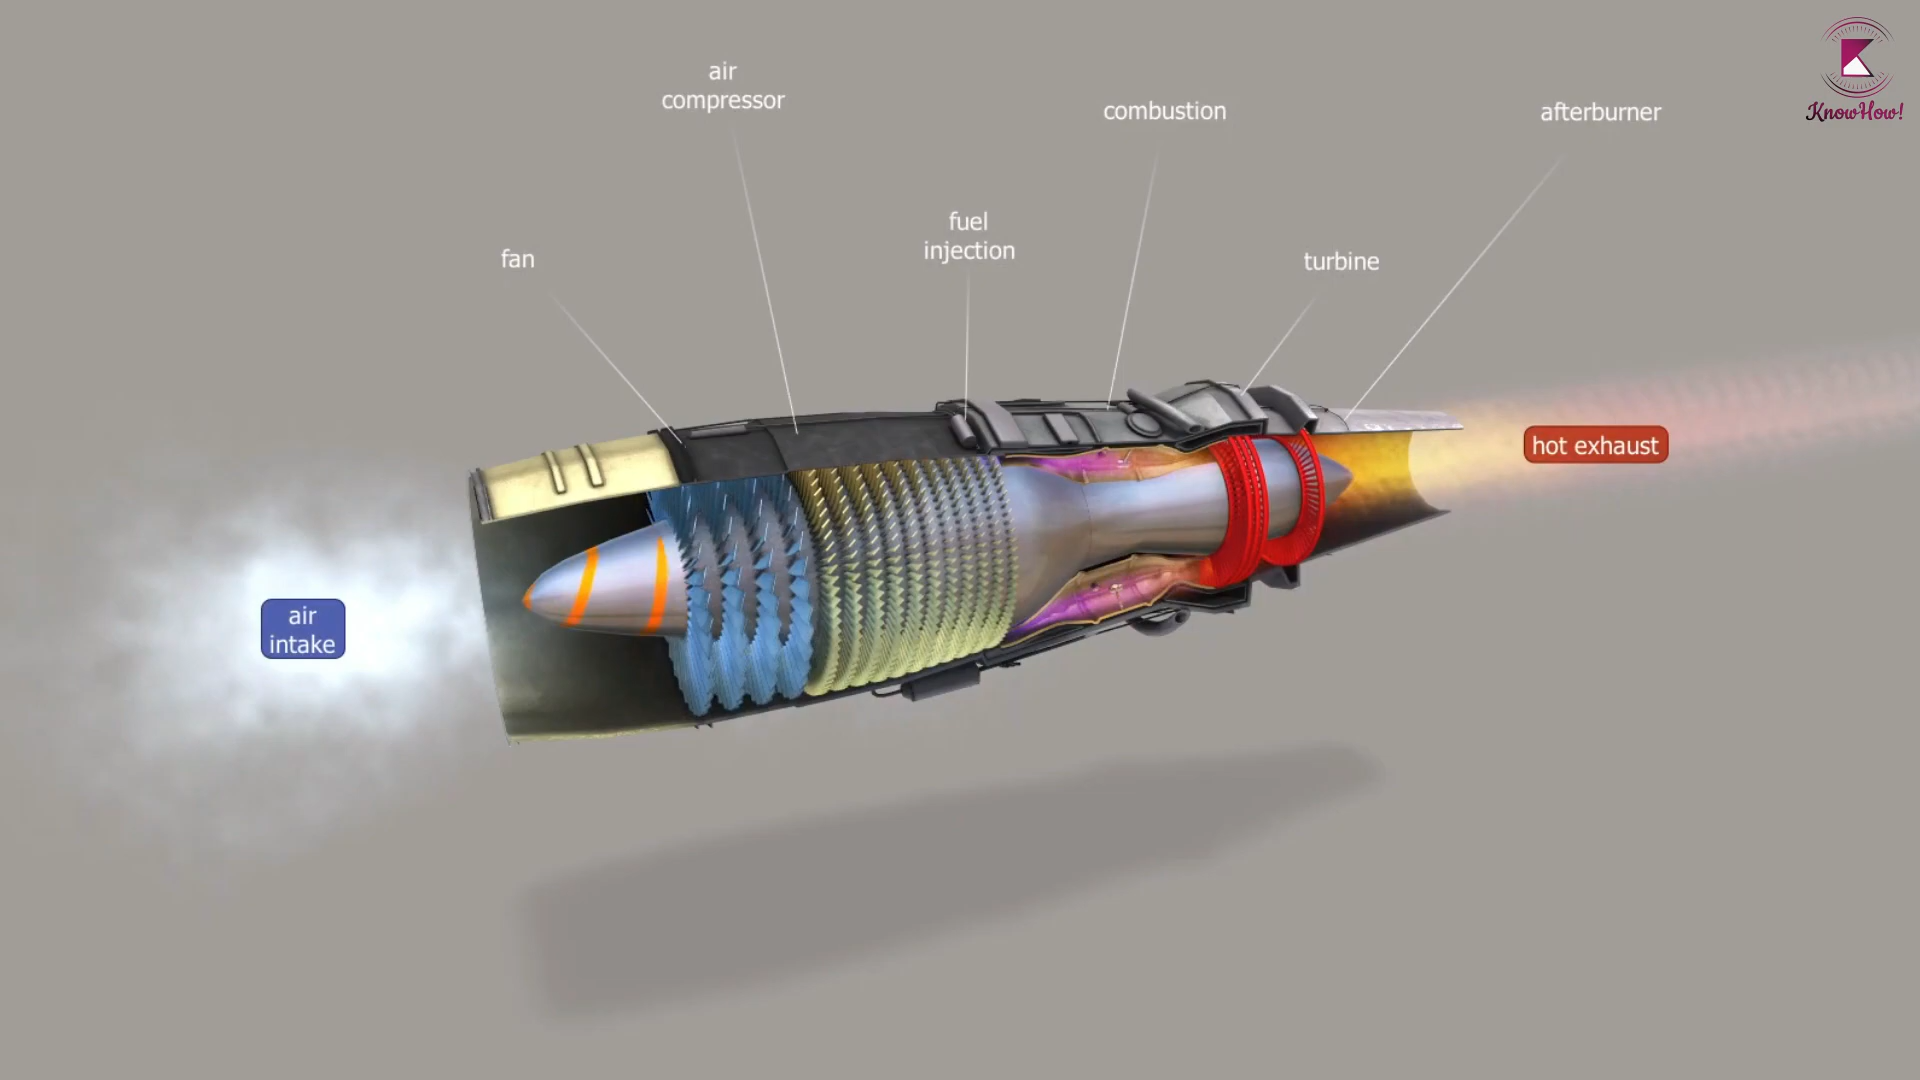 air
compressor
combustion
afterburner
KnowHow!
fuel
injection
fan
turbine
hot exhaust
air
intake